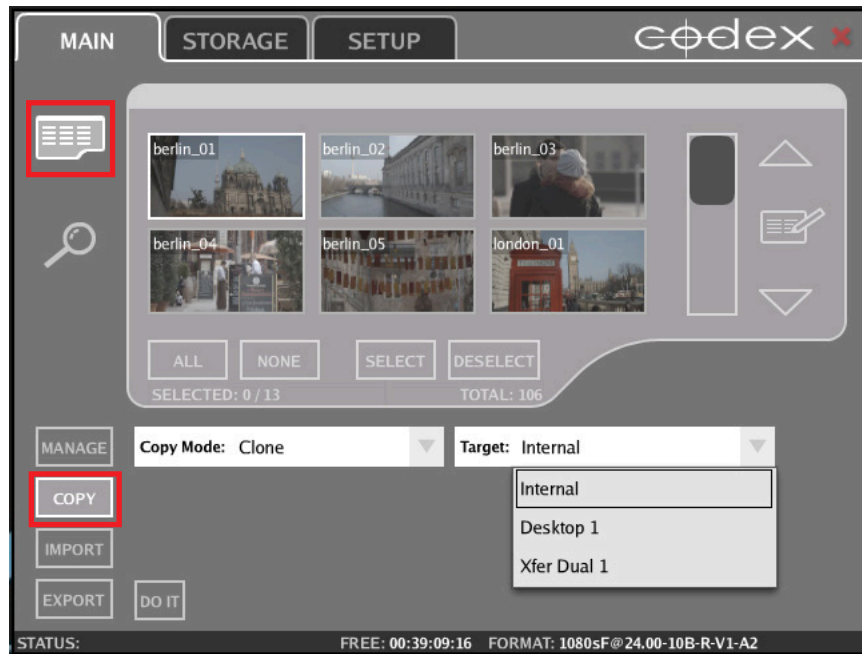 MAIN
STORAGE
SETUP
codex
berlin_01
berlin_02
berlin_03
berlin_04
berlin_05
london_01
ALL
NONE
SELECT
DESELECT
SELECTED: 0 / 13
TOTAL: 106
MANAGE
Copy Mode: Clone
Target: Internal
COPY
Internal
Desktop 1
Xfer Dual 1
IMPORT
EXPORT
DO IT
STATUS:
FREE: 00:39:09:16
FORMAT: 1080sF@24.00-10B-R-V1-A2